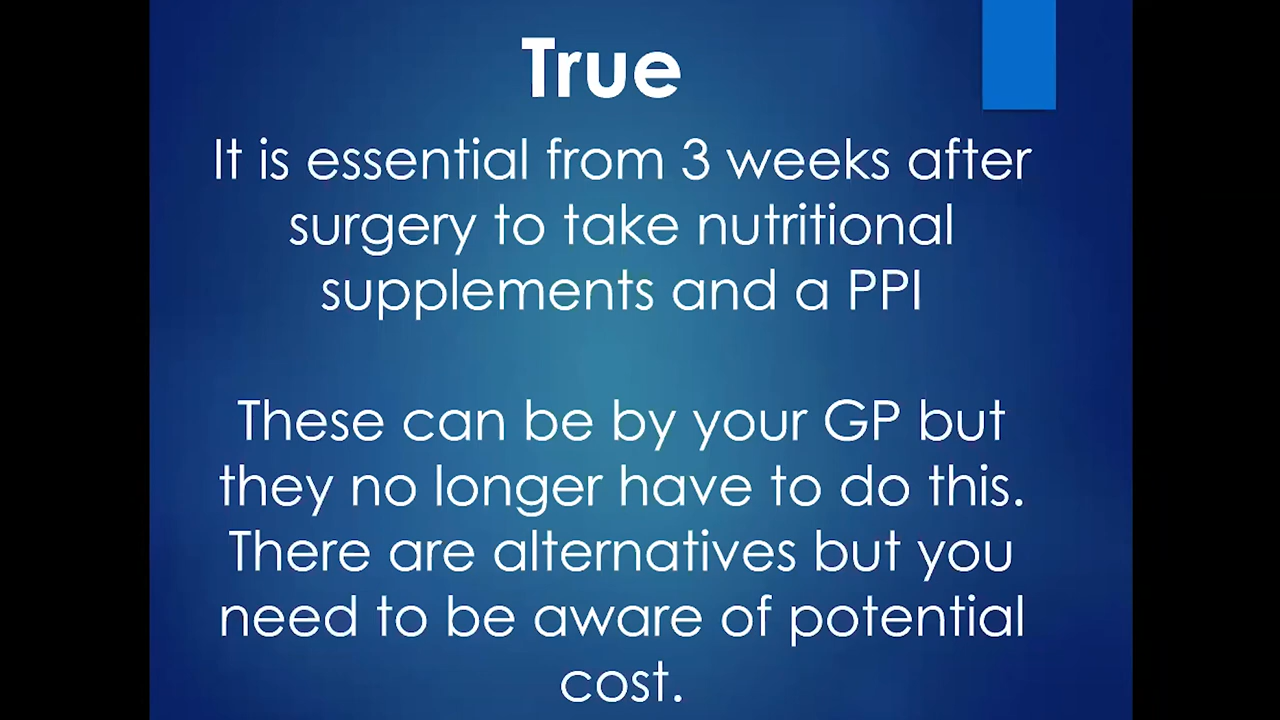 True
It is essential from 3 weeks after
surgery to take nutritional
supplements and a PPI
These can be by your GP but
they no longer have to do this.
There are alternatives but you
need to be aware of potential
cost.